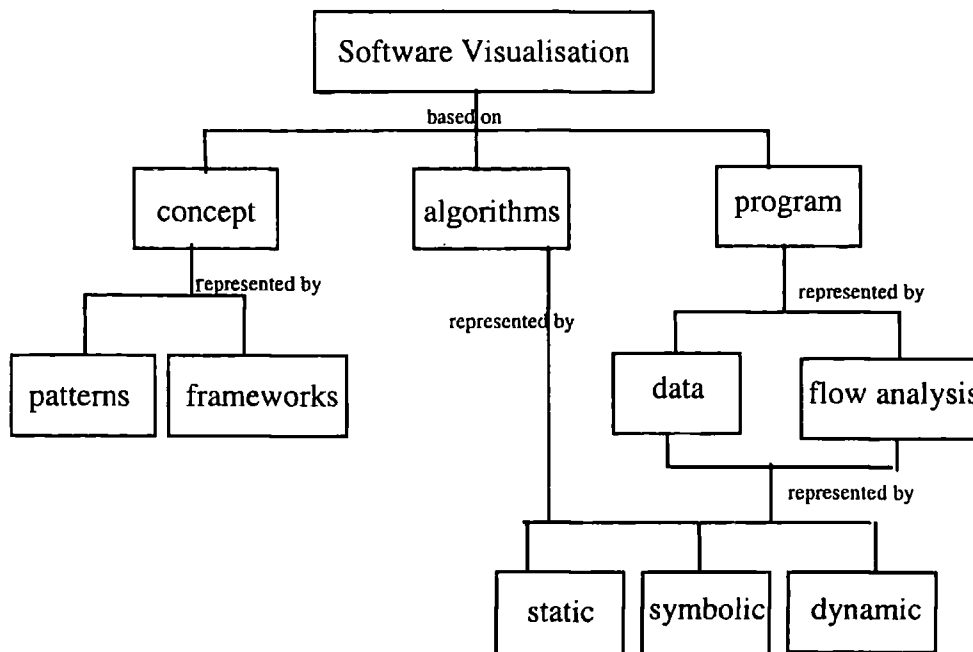 Software Visualisation
based on
concept
algorithms
program
represented by
represented by
represented by
patterns
frameworks
data
flow analysis
represented by
static
symbolic
dynamic